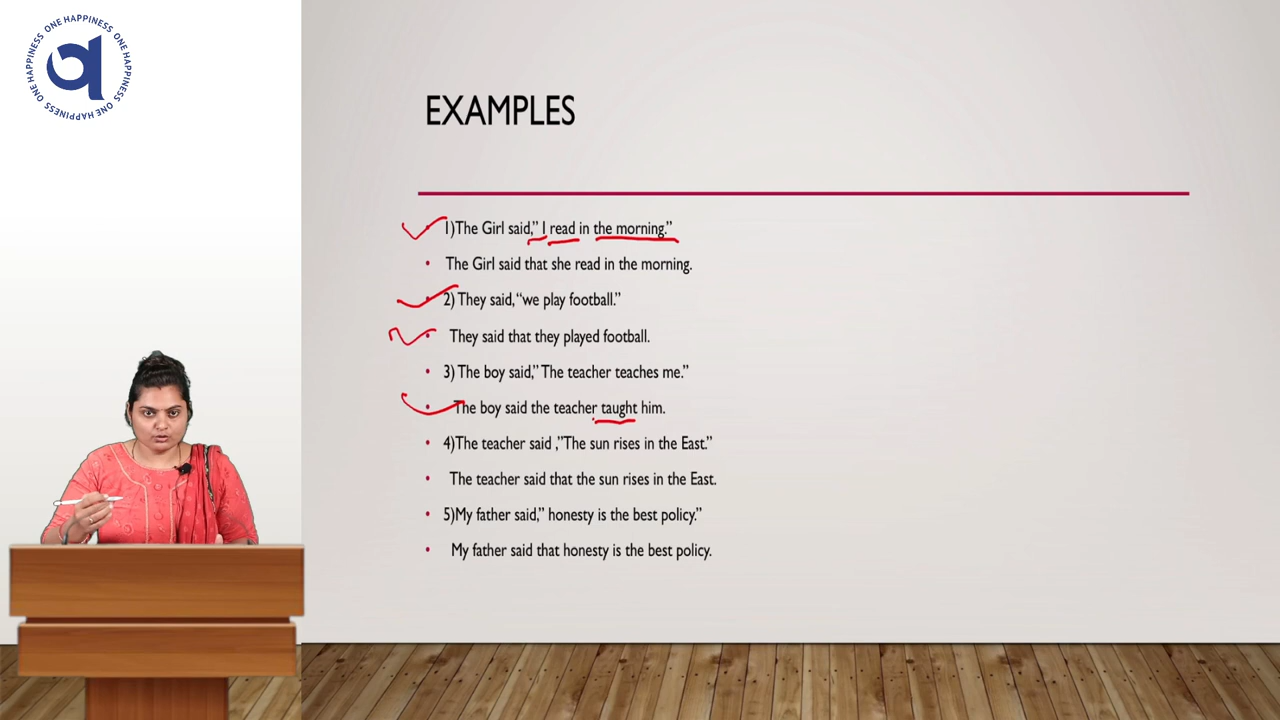 ONE HAPPINESS ONE HAPPINESS ONE HAPPINESS ONE HAPPINESS
EXAMPLES
1)The Girl said,” I read in the morning.”
• The Girl said that she read in the morning.
• 2) They said,“we play football.”
• They said that they played football.
• 3) The boy said,” The teacher teaches me.”
• The boy said the teacher taught him.
• 4)The teacher said ,”The sun rises in the East.”
• The teacher said that the sun rises in the East.
• 5)My father said,” honesty is the best policy.”
• My father said that honesty is the best policy.